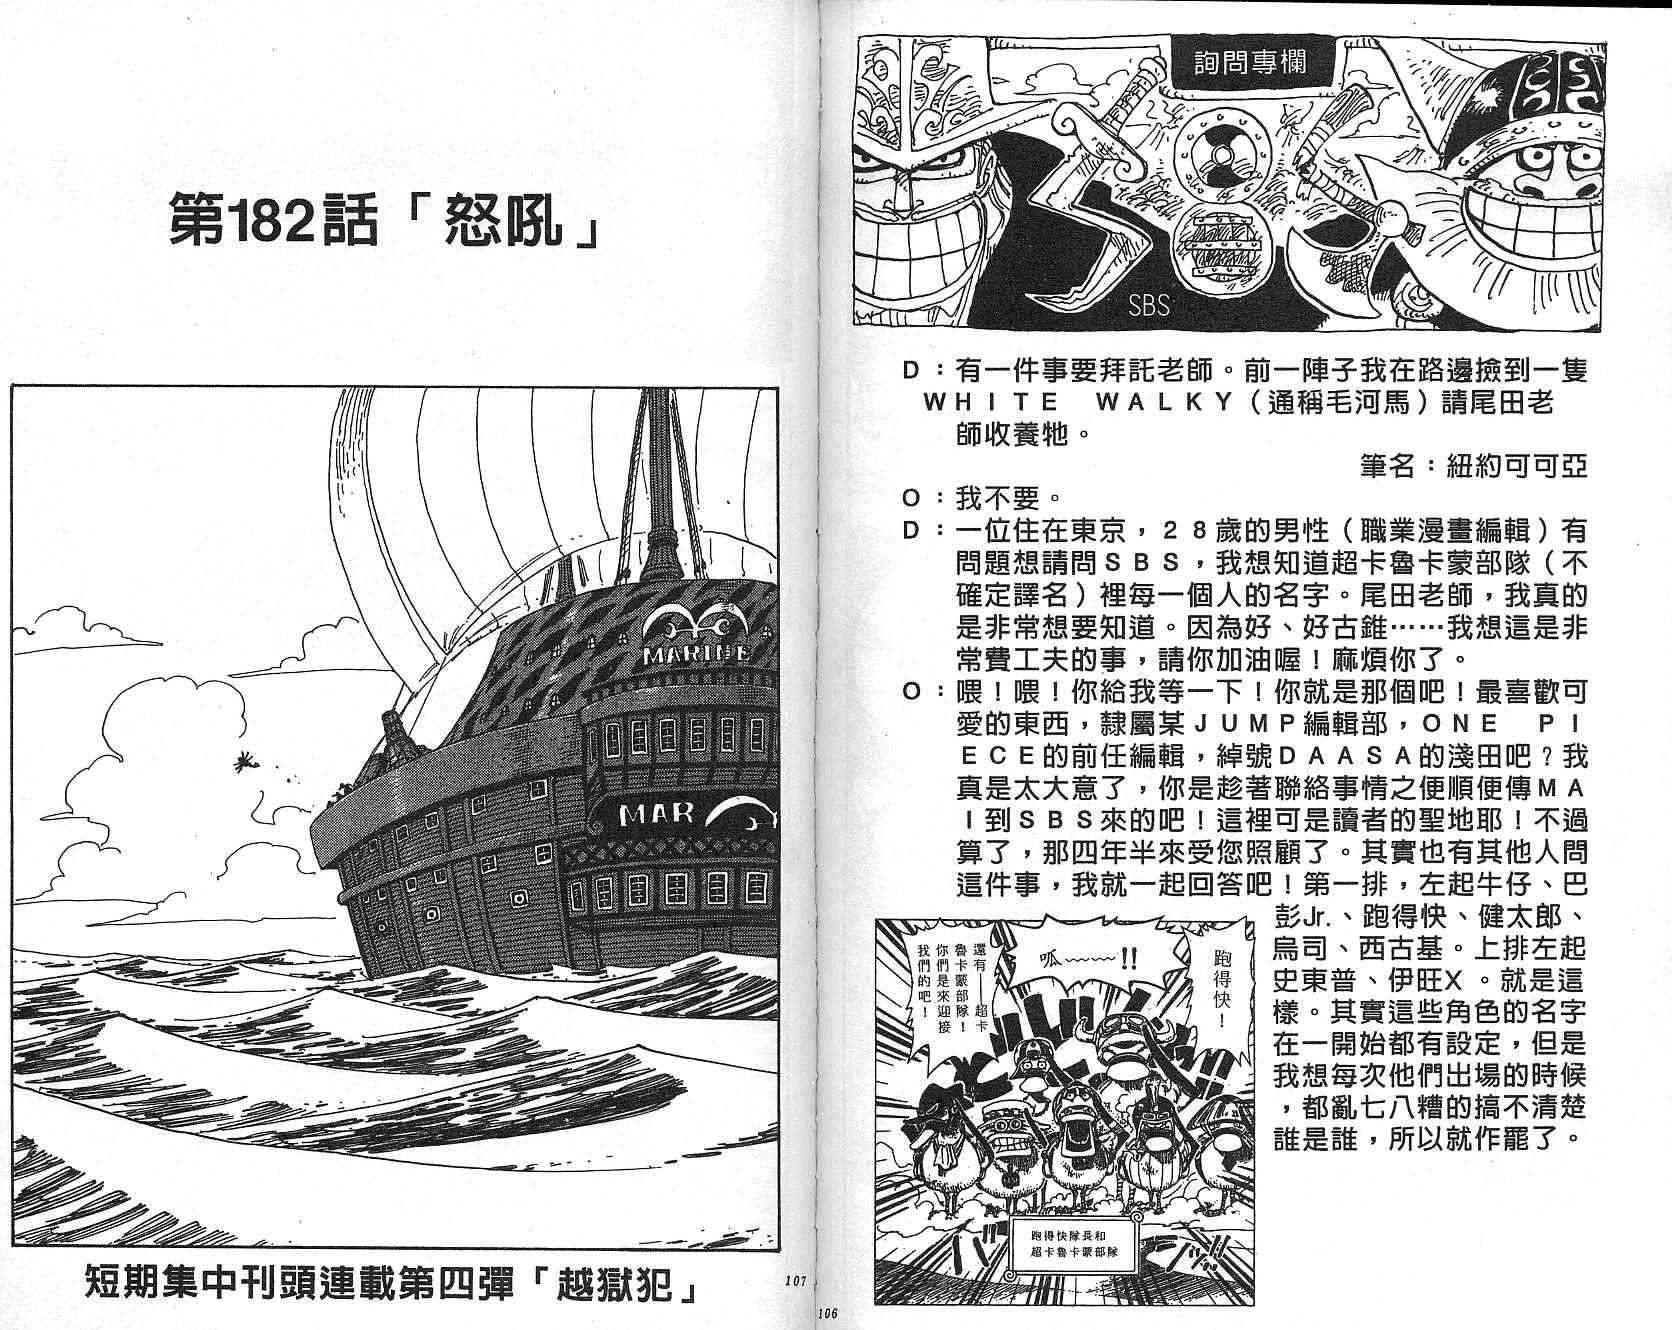 詢問專欄
SBS
D：有一件事要拜託老師。前一陣子我在路邊撿到一隻
WHITE WALKY（通稱毛河馬）請尾田老
師收養牠。
筆名：紐約可可亞
O：我不要。
D：一位住在東京，28歲的男性（職業漫畫編輯）有
問題想請問SBS，我想知道超卡魯卡蒙部隊（不
確定譯名）裡每一個人的名字。尾田老師，我真的
是非常想要知道。因為好、好古錐……我想這是非
常費工夫的事，請你加油喔！麻煩你了。
O：喂！喂！你給我等一下！你就是那個吧！最喜歡可
愛的東西，隸屬某JUMP編輯部，ONE PI
ECE的前任編輯，綽號DAASA的淺田吧？我
真是太大意了，你是趁著聯絡事情之便順便傳MA
I到SBS來的吧！這裡可是讀者的聖地耶！不過
算了，那四年半來受您照顧了。其實也有其他人問
這件事，我就一起回答吧！第一排，左起牛仔、巴
彭Jr.、跑得快、健太郎、
烏司、西古基。上排左起
史東普、伊旺X。就是這
樣。其實這些角色的名字
在一開始都有設定，但是
我想每次他們出場的時候
，都亂七八糟的搞不清楚
誰是誰，所以就作罷了。
跑得快！
呱~~~~~!!
還有——超卡
魯卡蒙部隊！
你們是來迎接
我們的吧！
跑得快隊長和
超卡魯卡蒙部隊
106
第182話「怒吼」
MARINE
MAR
短期集中刊頭連載第四彈「越獄犯」
107